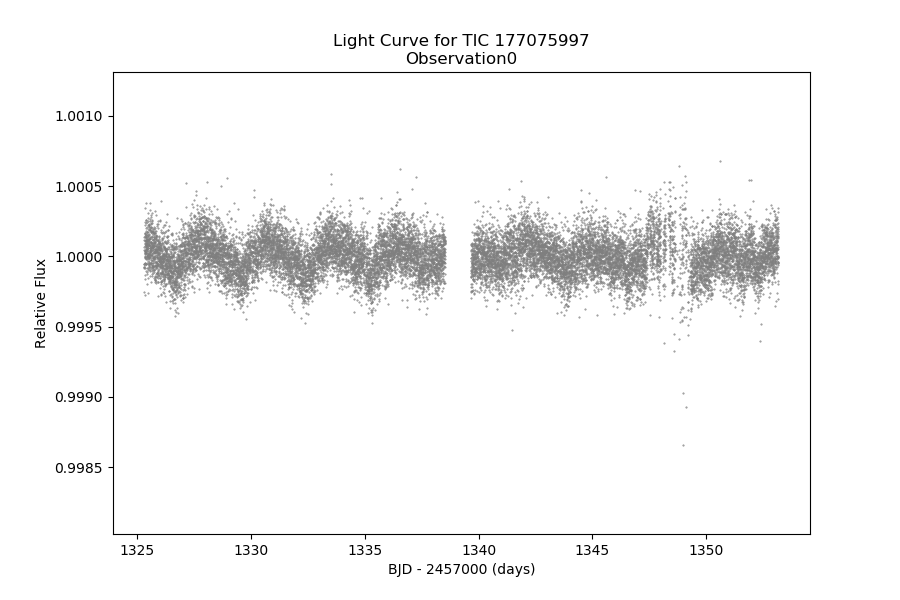 Light Curve for TIC 177075997
Observation0
1.0010
1.0005
1.0000
0.9995
0.9990
0.9985
Relative Flux
1325 1330 1335 1340 1345 1350
BJD - 2457000 (days)